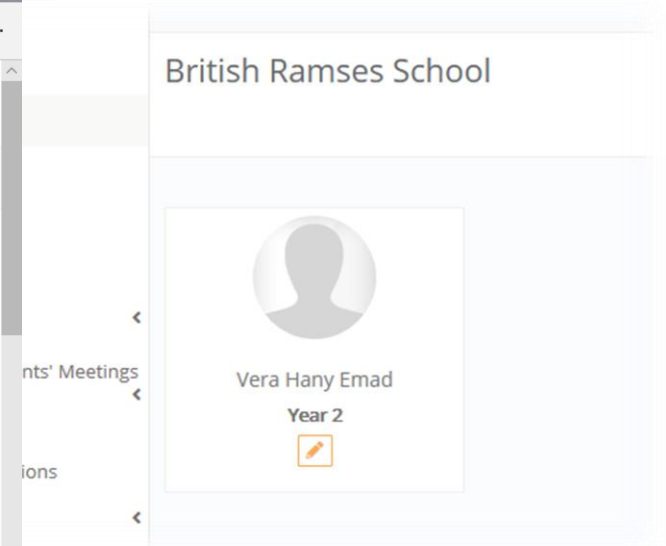 British Ramses School
nts' Meetings
ions
Vera Hany Emad
Year 2